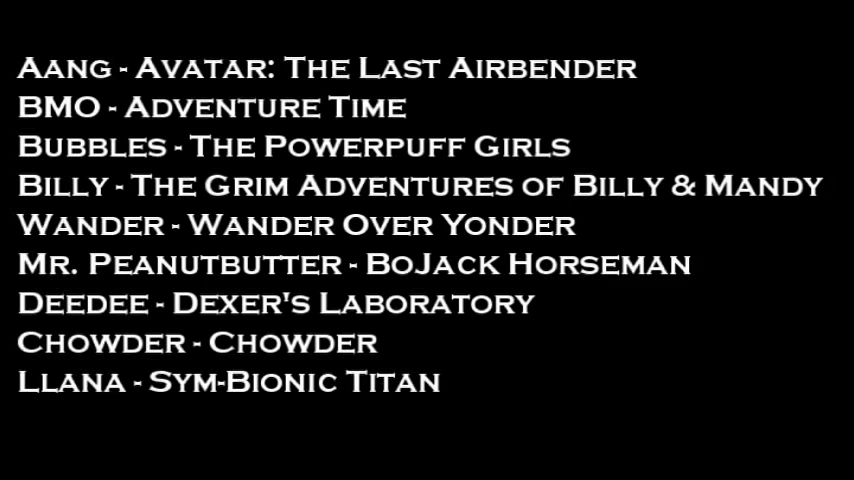 Aang - Avatar: The Last Airbender
BMO - Adventure Time
Bubbles - The Powerpuff Girls
Billy - The Grim Adventures of Billy & Mandy
Wander - Wander Over Yonder
Mr. Peanutbutter - BoJack Horseman
Deedee - Dexer's Laboratory
Chowder - Chowder
Llana - Sym-Bionic Titan